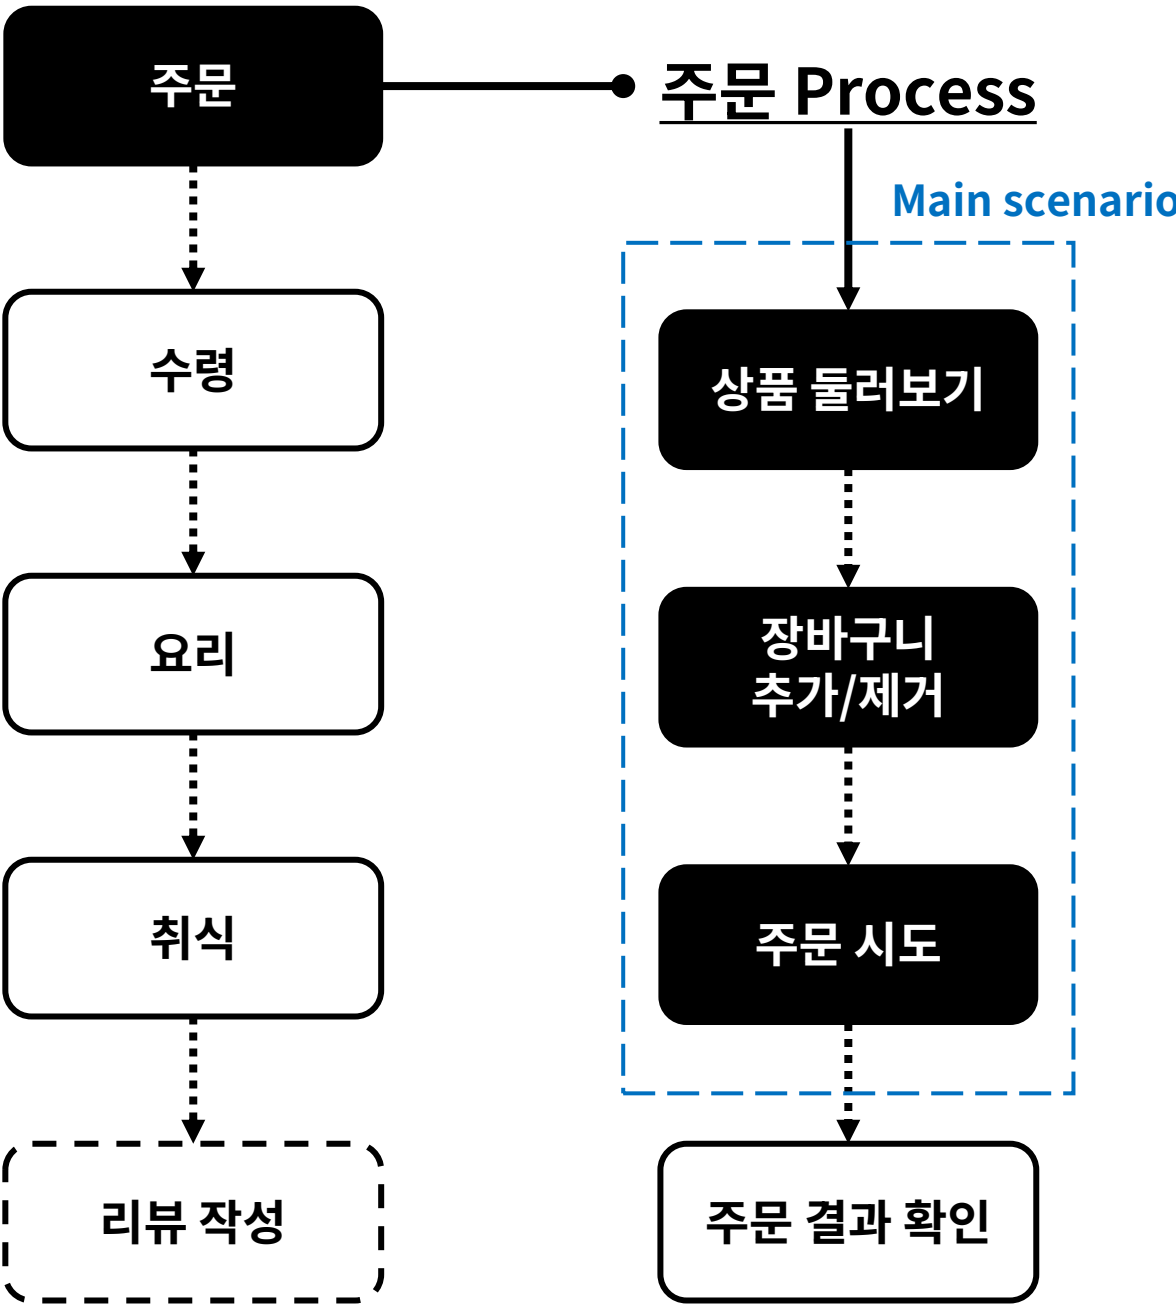 주문
수령
요리
취식
리뷰 작성
주문 Process
Main scenario
상품 둘러보기
장바구니
추가/제거
주문 시도
주문 결과 확인